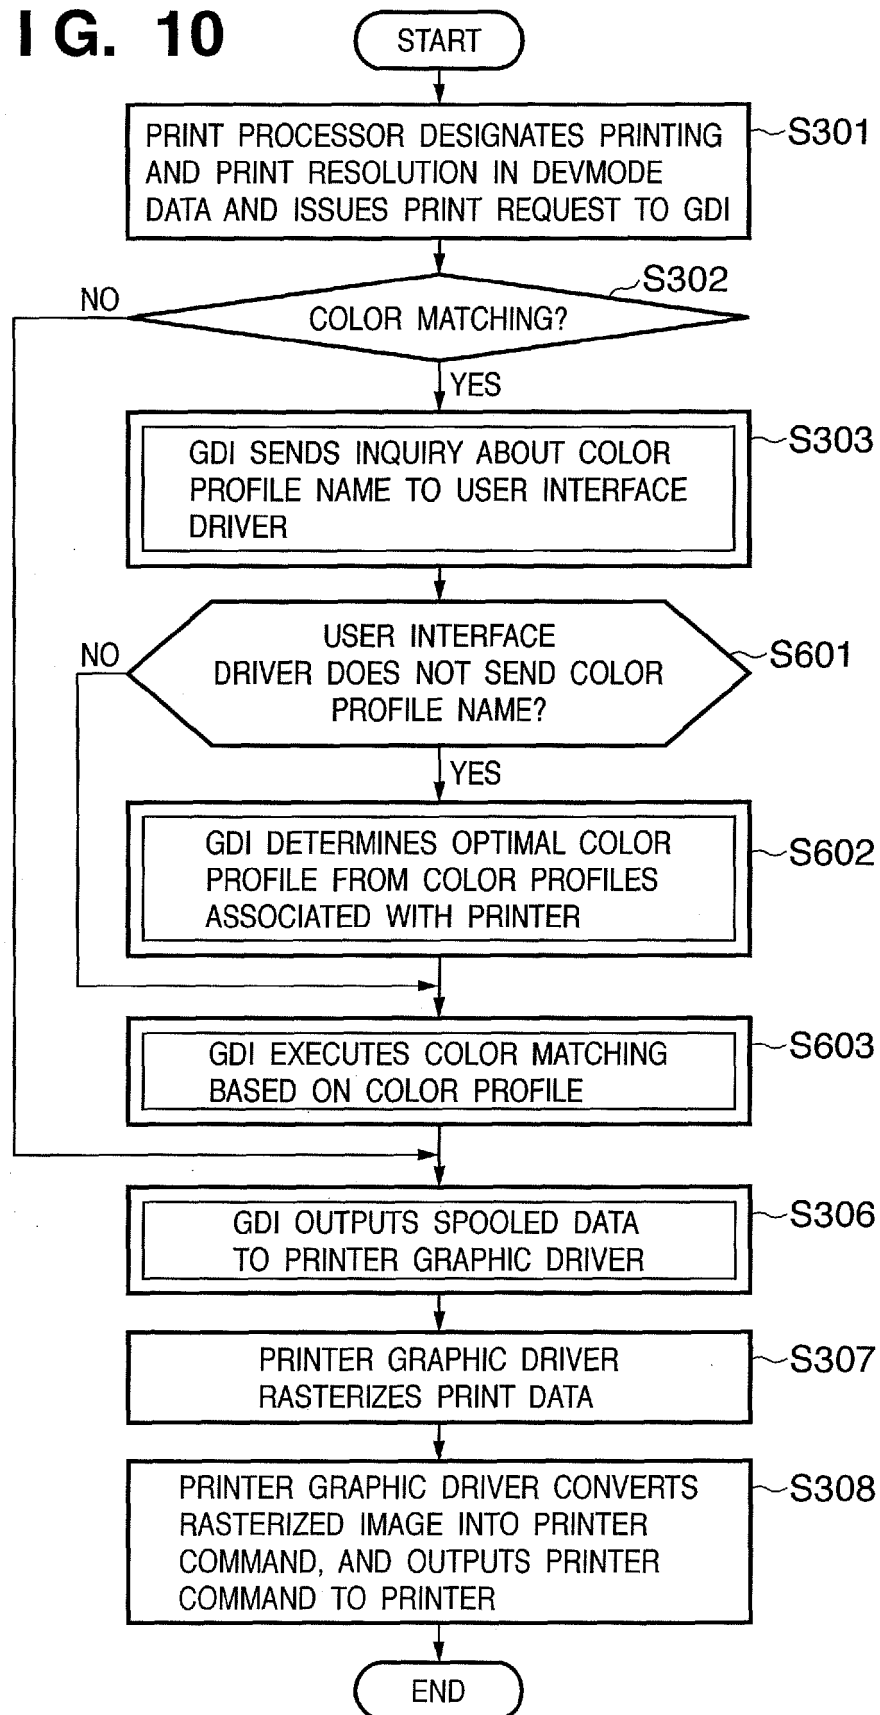 I G. 10
START
PRINT PROCESSOR DESIGNATES PRINTING
AND PRINT RESOLUTION IN DEVMODE
DATA AND ISSUES PRINT REQUEST TO GDI
S301
S302
COLOR MATCHING?
NO
YES
GDI SENDS INQUIRY ABOUT COLOR
PROFILE NAME TO USER INTERFACE
DRIVER
S303
USER INTERFACE
DRIVER DOES NOT SEND COLOR
PROFILE NAME?
S601
NO
YES
GDI DETERMINES OPTIMAL COLOR
PROFILE FROM COLOR PROFILES
ASSOCIATED WITH PRINTER
S602
GDI EXECUTES COLOR MATCHING
BASED ON COLOR PROFILE
S603
GDI OUTPUTS SPOOLED DATA
TO PRINTER GRAPHIC DRIVER
S306
PRINTER GRAPHIC DRIVER
RASTERIZES PRINT DATA
S307
PRINTER GRAPHIC DRIVER CONVERTS
RASTERIZED IMAGE INTO PRINTER
COMMAND, AND OUTPUTS PRINTER
COMMAND TO PRINTER
S308
END